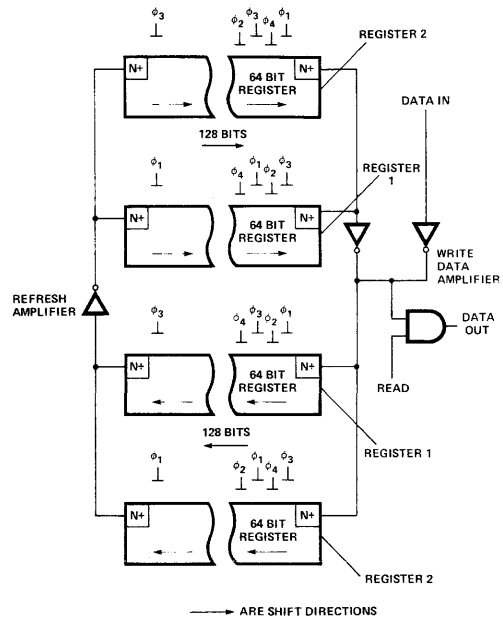 ϕ3 ϕ2 ϕ3 ϕ4 ϕ1
N+ 64 BIT REGISTER N+
REGISTER 2
128 BITS
DATA IN
ϕ1 ϕ4 ϕ1 ϕ2 ϕ3
N+ 64 BIT REGISTER N+
REGISTER 1
WRITE DATA AMPLIFIER
REFRESH AMPLIFIER
DATA OUT
READ
ϕ3 ϕ4 ϕ3 ϕ2 ϕ1
N+ 64 BIT REGISTER N+
REGISTER 1
128 BITS
ϕ1 ϕ2 ϕ1 ϕ4 ϕ3
N+ 64 BIT REGISTER N+
REGISTER 2
ARE SHIFT DIRECTIONS